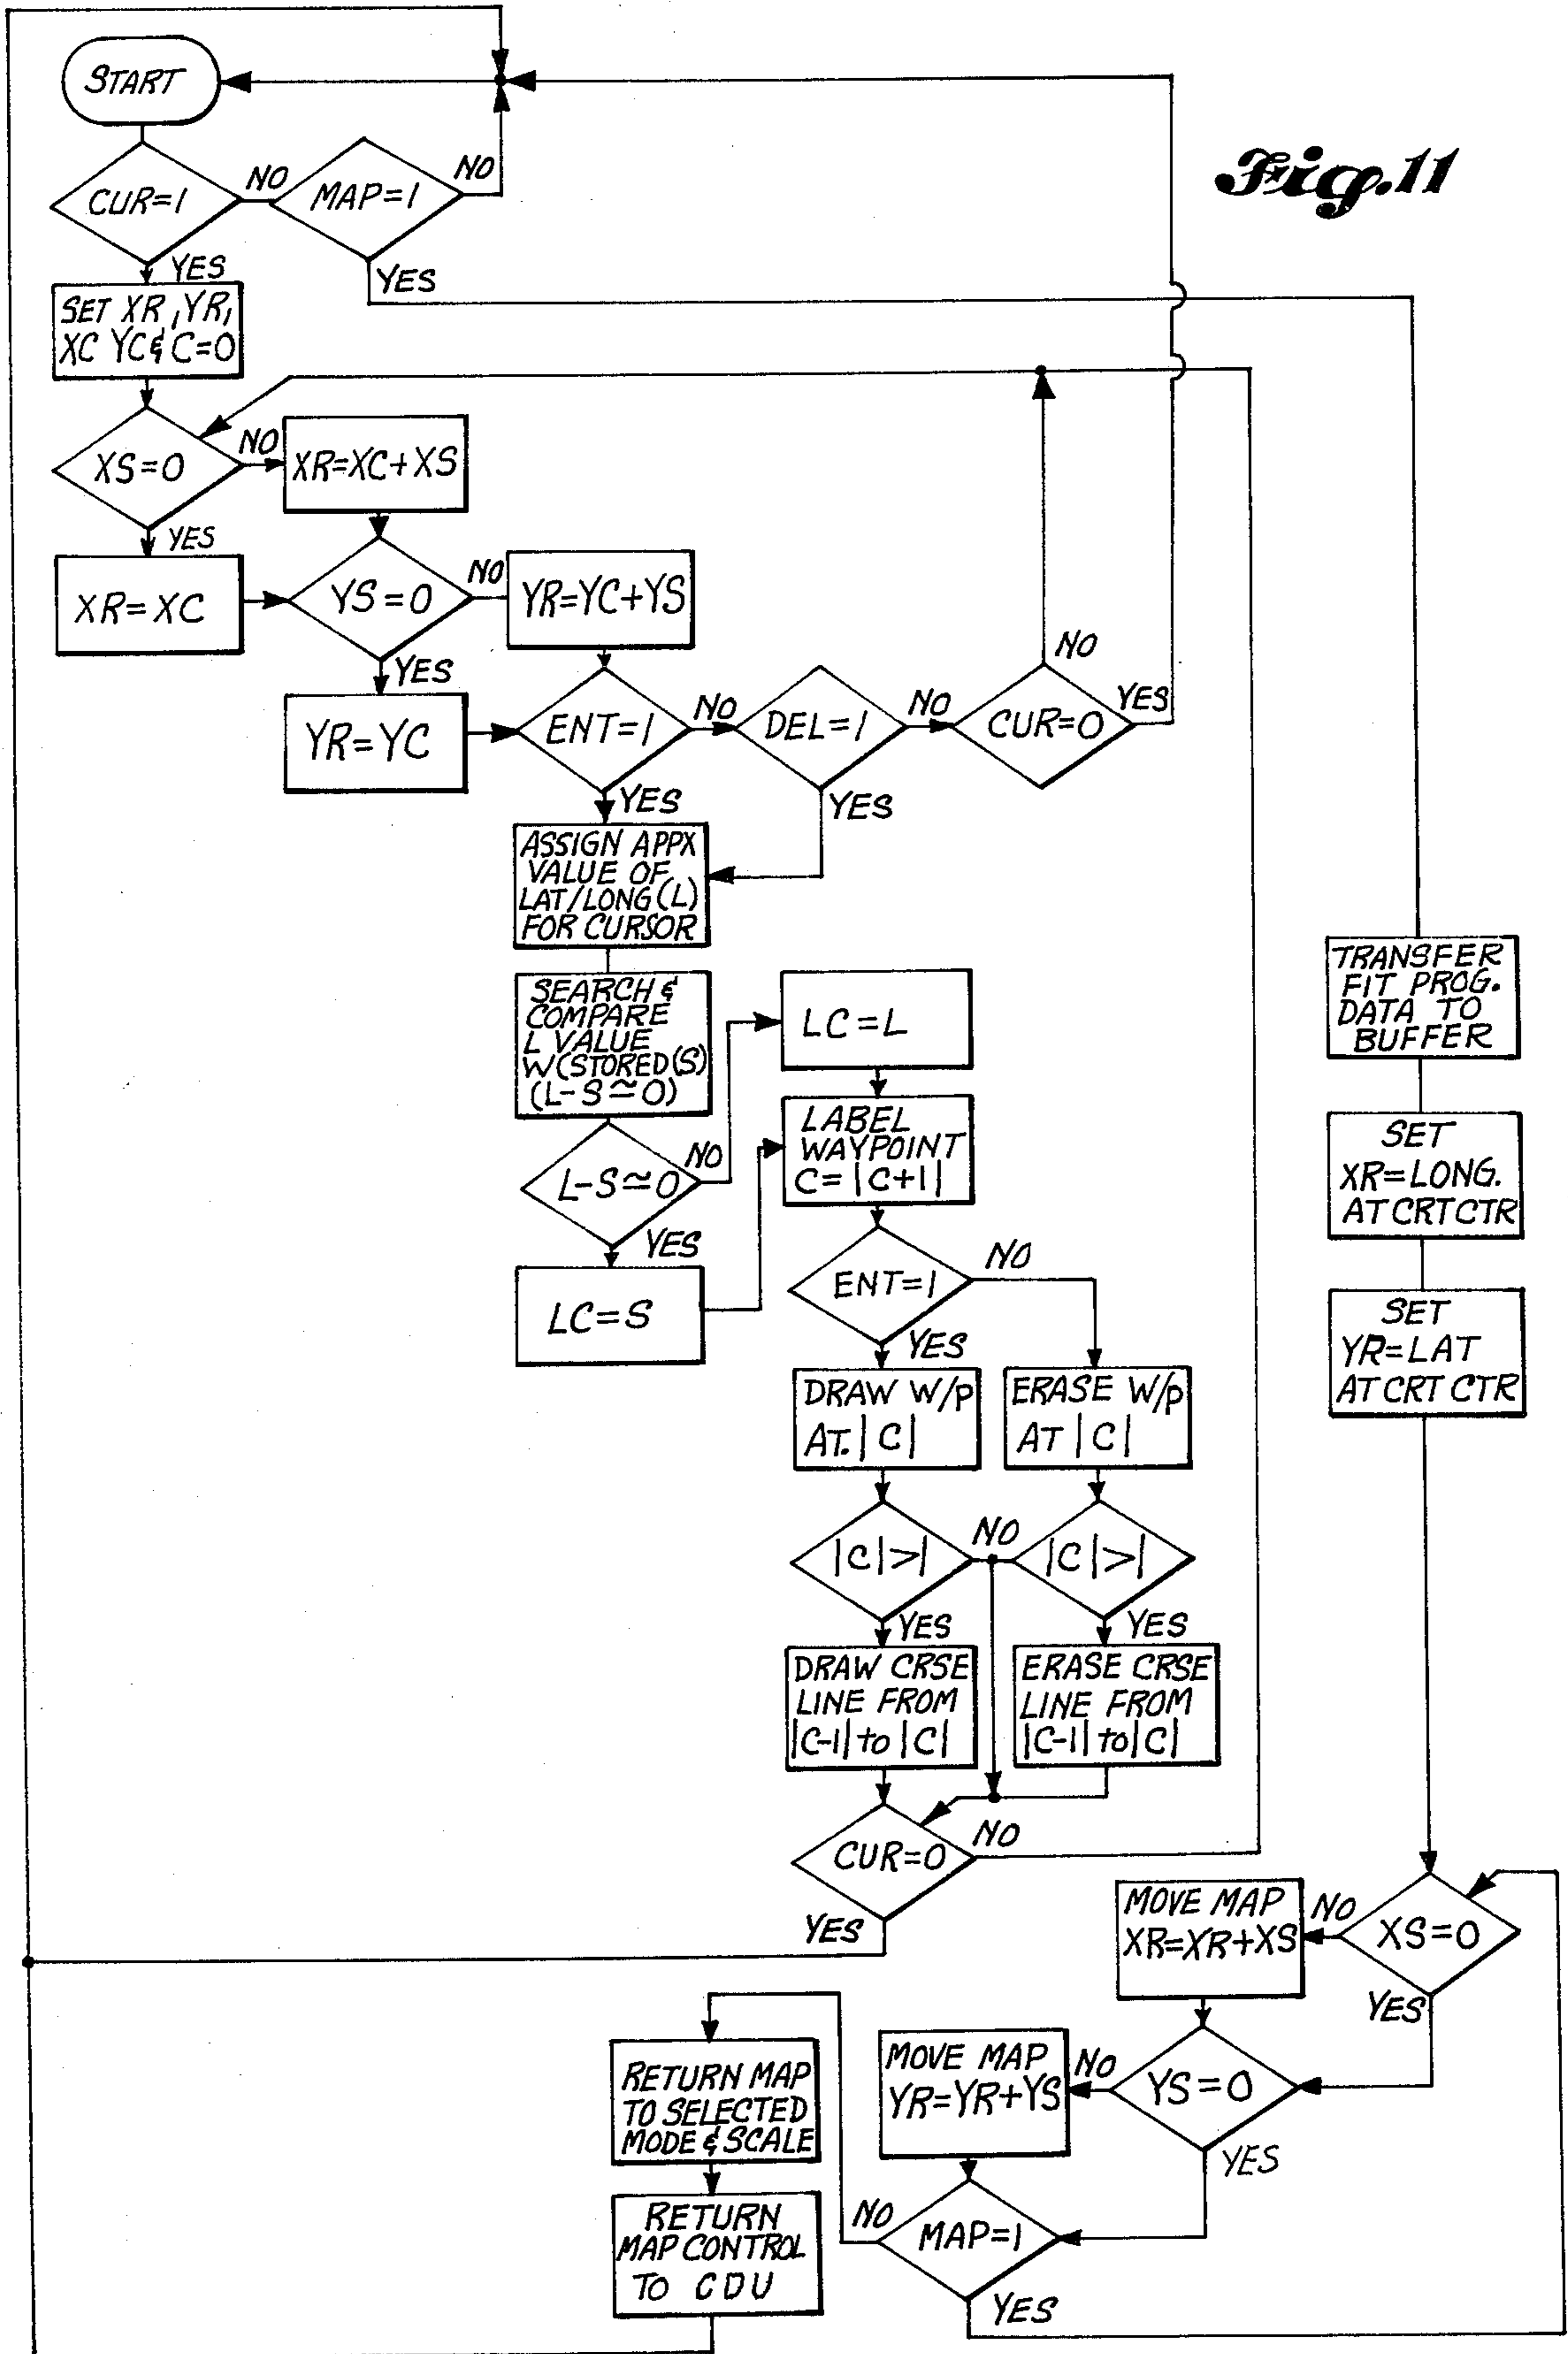 Fig.11
START
CUR=1
NO
MAP=1
NO
YES
YES
SET XR,YR,
XC YC & C=0
XS=0
NO
XR=XC+XS
YES
XR=XC
YS=0
NO
YR=YC+YS
YES
YR=YC
ENT=1
NO
DEL=1
NO
CUR=0
NO
YES
YES
YES
ASSIGN APPX
VALUE OF
LAT/LONG(L)
FOR CURSOR
SEARCH &
COMPARE
L VALUE
W(STORED(S)
(L-S≃0)
L-S≃0
NO
YES
LC=L
LC=S
LABEL
WAYPOINT
C=|C+1|
ENT=1
NO
YES
DRAW W/P
AT.|C|
ERASE W/P
AT |C|
|C|>1
NO
|C|>1
YES
YES
DRAW CRSE
LINE FROM
|C-1| to |C|
ERASE CRSE
LINE FROM
|C-1| to |C|
CUR=0
NO
YES
TRANSFER
FIT PROG.
DATA TO
BUFFER
SET
XR=LONG.
AT CRT CTR
SET
YR=LAT
AT CRT CTR
XS=0
NO
YES
MOVE MAP
XR=XR+XS
YS=0
NO
YES
MOVE MAP
YR=YR+YS
MAP=1
NO
YES
RETURN MAP
TO SELECTED
MODE & SCALE
RETURN
MAP CONTROL
TO CDU